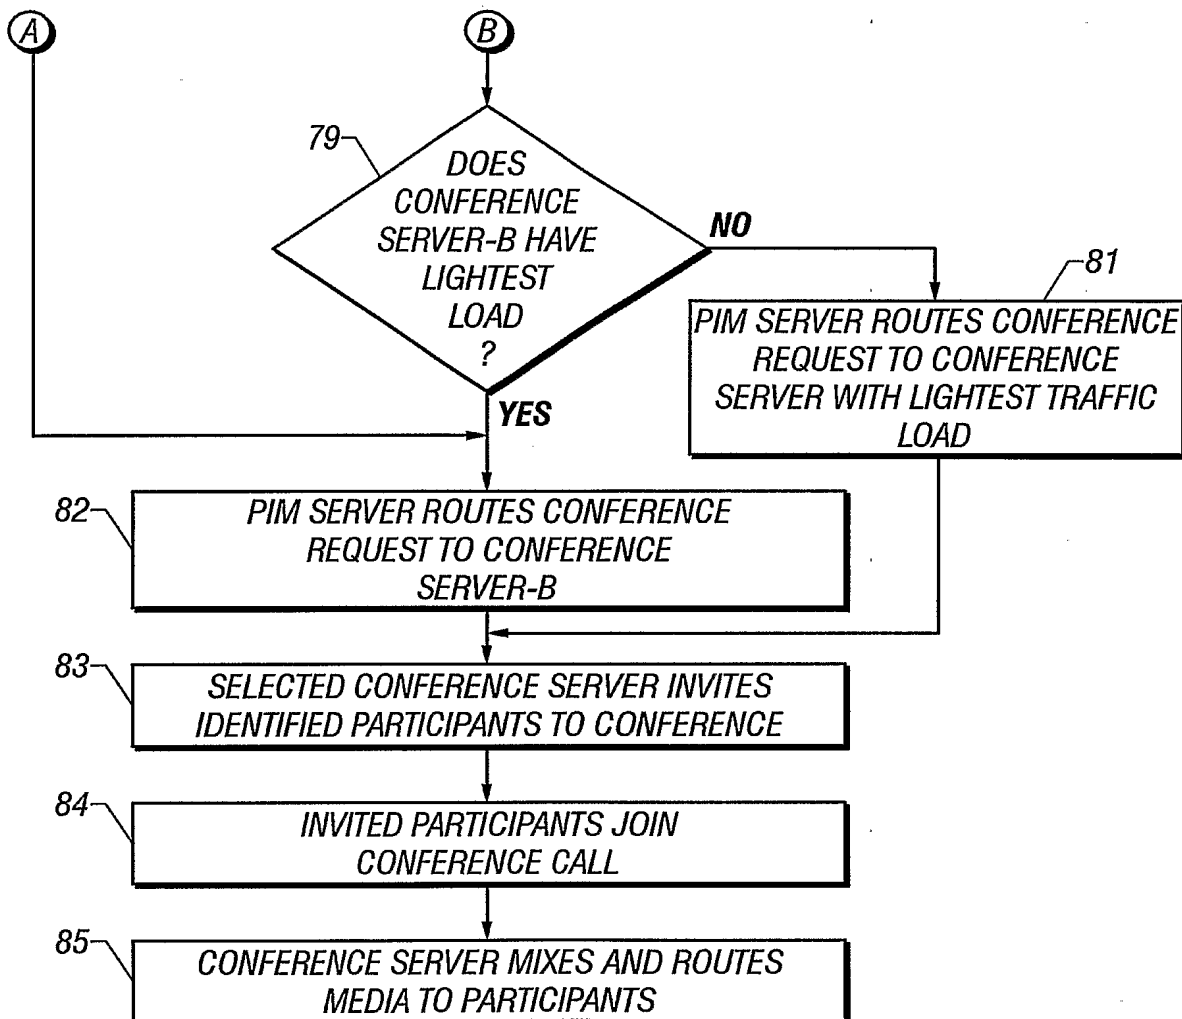 A
B
79
DOES
CONFERENCE
SERVER-B HAVE
LIGHTEST
LOAD
?
NO
YES
81
PIM SERVER ROUTES CONFERENCE
REQUEST TO CONFERENCE
SERVER WITH LIGHTEST TRAFFIC
LOAD
82
PIM SERVER ROUTES CONFERENCE
REQUEST TO CONFERENCE
SERVER-B
83
SELECTED CONFERENCE SERVER INVITES
IDENTIFIED PARTICIPANTS TO CONFERENCE
84
INVITED PARTICIPANTS JOIN
CONFERENCE CALL
85
CONFERENCE SERVER MIXES AND ROUTES
MEDIA TO PARTICIPANTS